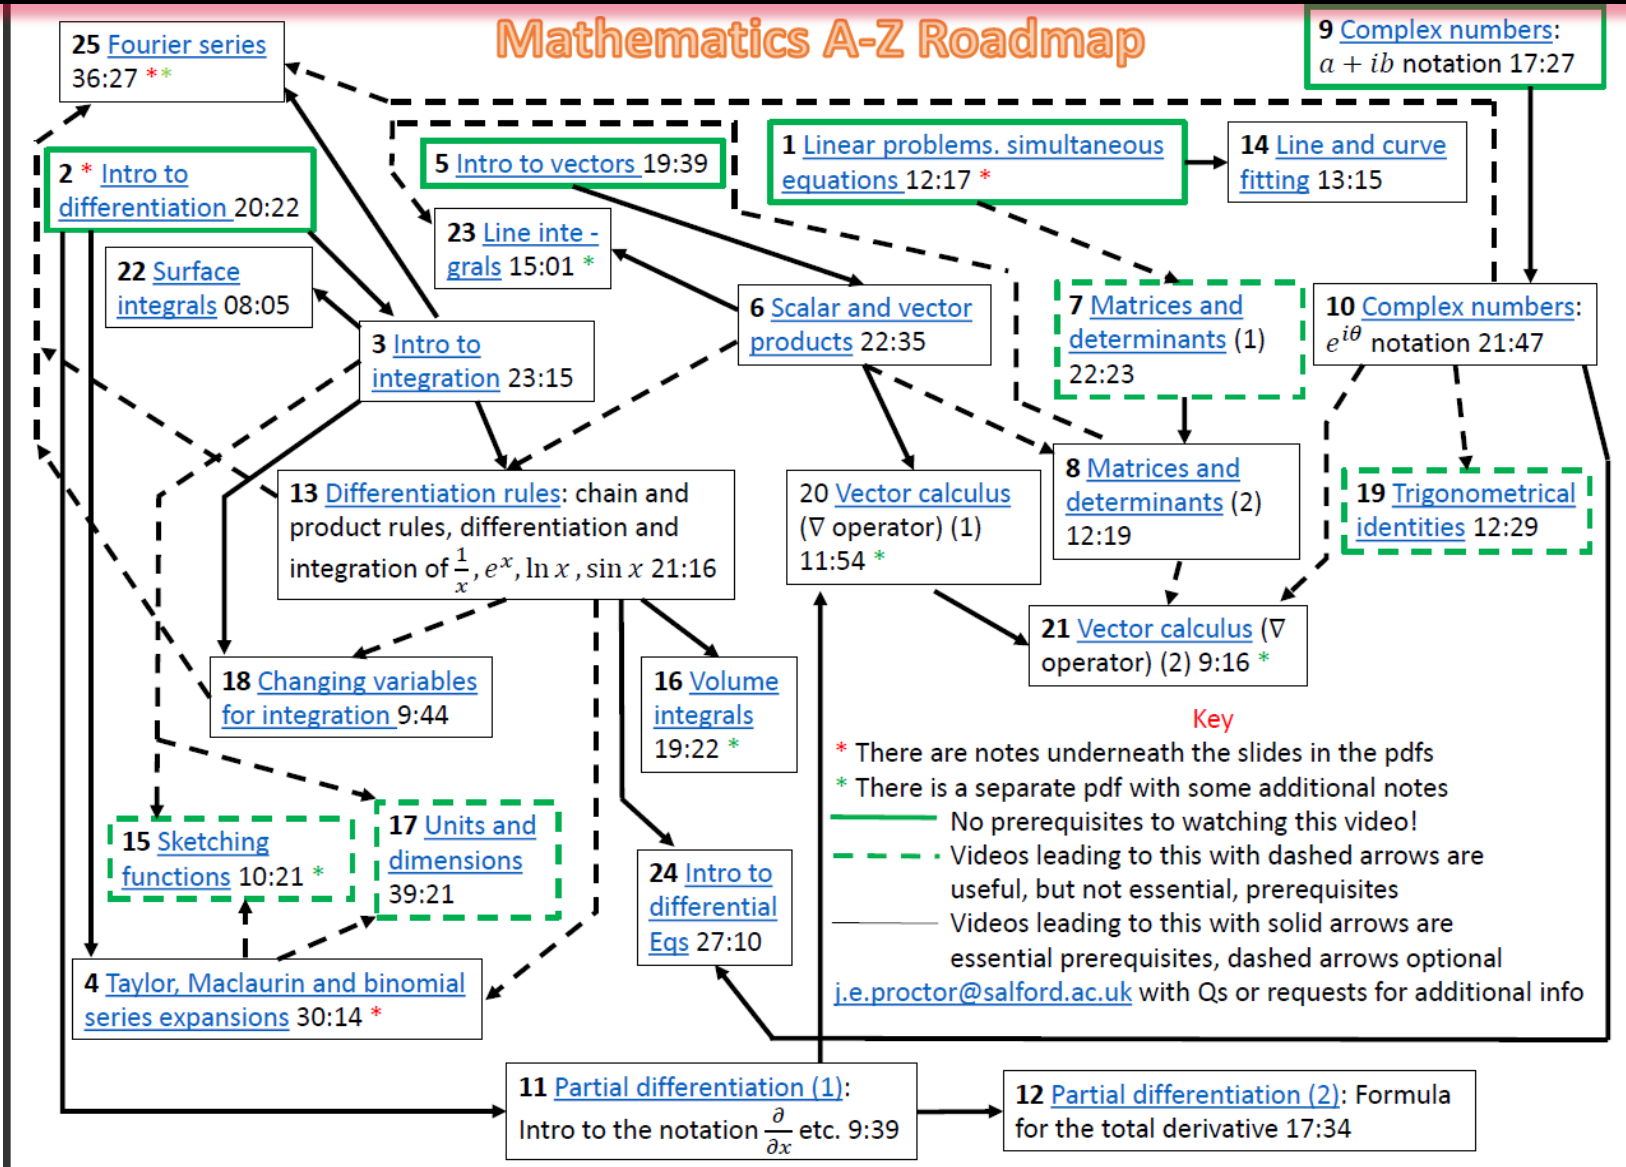 Mathematics A-Z Roadmap
25 Fourier series
36:27 **
9 Complex numbers:
a + ib notation 17:27
5 Intro to vectors 19:39
1 Linear problems. simultaneous
equations 12:17 *
14 Line and curve
fitting 13:15
2 * Intro to
differentiation 20:22
23 Line inte -
grals 15:01 *
22 Surface
integrals 08:05
6 Scalar and vector
products 22:35
7 Matrices and
determinants (1)
22:23
10 Complex numbers:
e^{iθ} notation 21:47
3 Intro to
integration 23:15
8 Matrices and
determinants (2)
12:19
13 Differentiation rules: chain and
product rules, differentiation and
integration of 1/x, e^x, ln x , sin x 21:16
20 Vector calculus
(∇ operator) (1)
11:54 *
19 Trigonometrical
identities 12:29
21 Vector calculus (∇
operator) (2) 9:16 *
18 Changing variables
for integration 9:44
16 Volume
integrals
19:22 *
15 Sketching
functions 10:21 *
17 Units and
dimensions
39:21
24 Intro to
differential
Eqs 27:10
4 Taylor, Maclaurin and binomial
series expansions 30:14 *
Key
* There are notes underneath the slides in the pdfs
* There is a separate pdf with some additional notes
No prerequisites to watching this video!
Videos leading to this with dashed arrows are
useful, but not essential, prerequisites
Videos leading to this with solid arrows are
essential prerequisites, dashed arrows optional
j.e.proctor@salford.ac.uk with Qs or requests for additional info
11 Partial differentiation (1):
Intro to the notation ∂/∂x etc. 9:39
12 Partial differentiation (2): Formula
for the total derivative 17:34